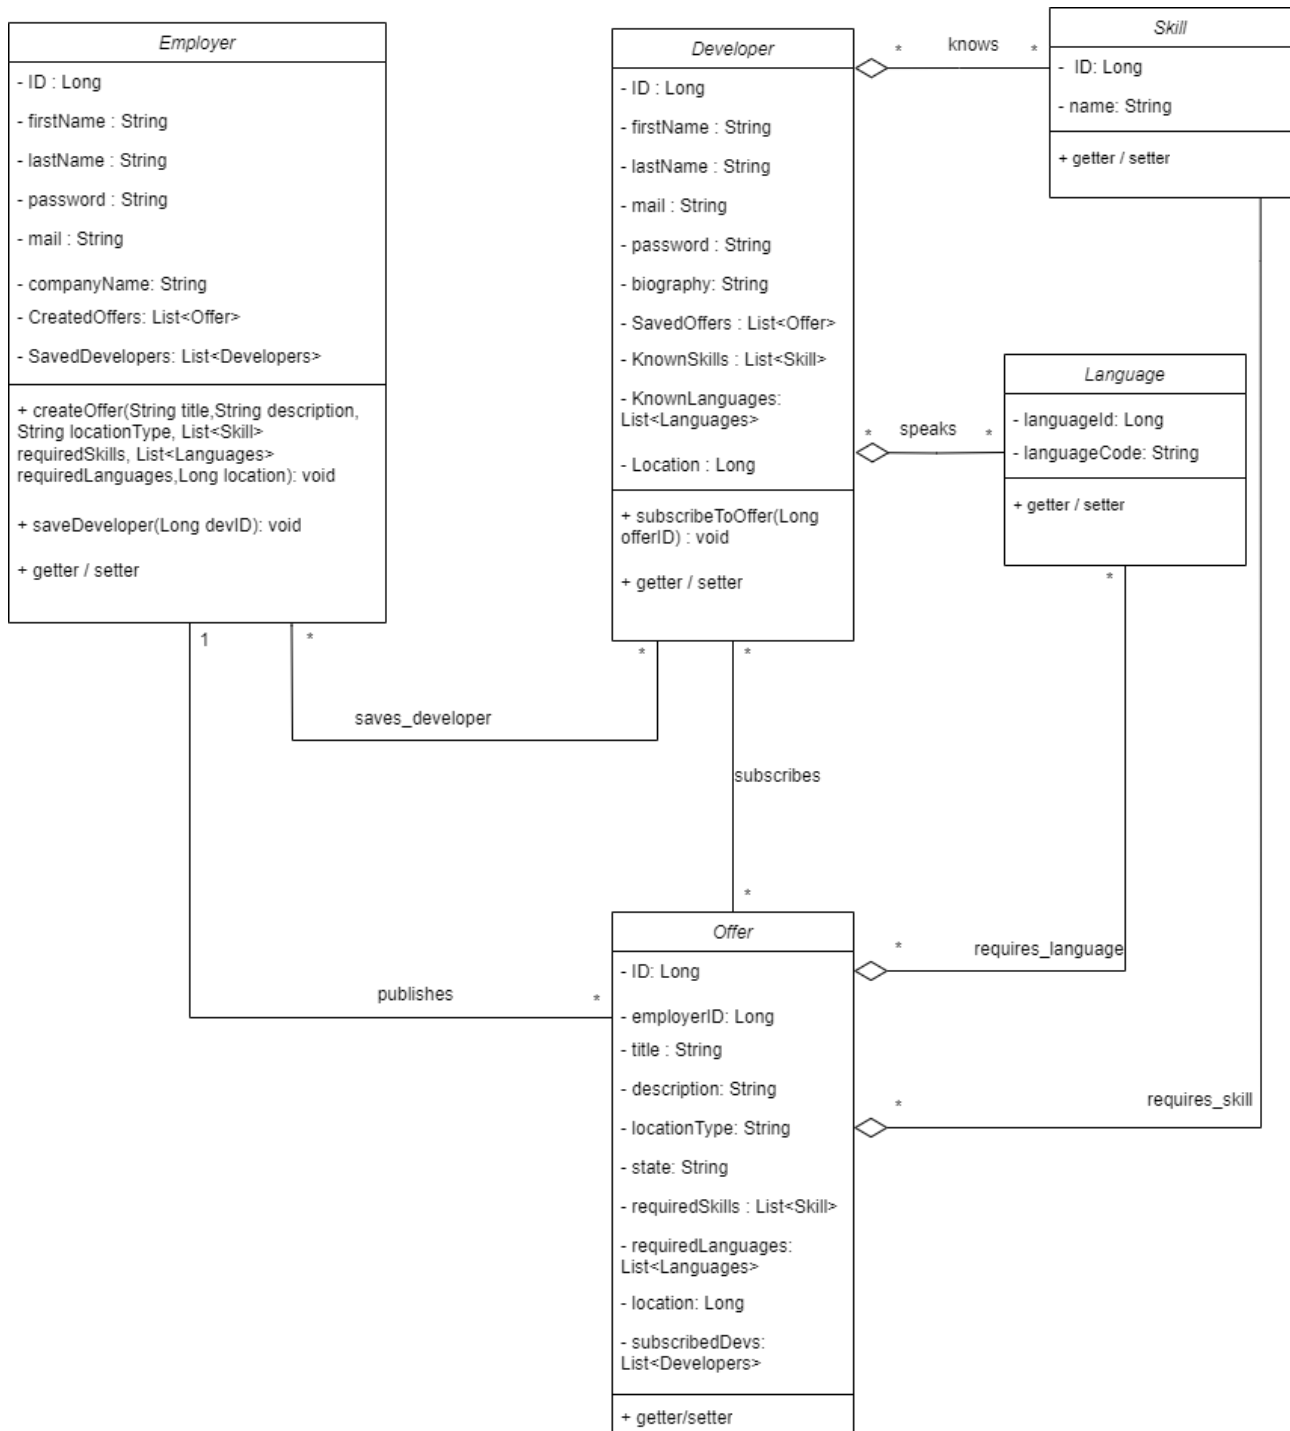 Employer
- ID : Long
- firstName : String
- lastName : String
- password : String
- mail : String
- companyName: String
- CreatedOffers: List<Offer>
- SavedDevelopers: List<Developers>
+ createOffer(String title,String description,
String locationType, List<Skill>
requiredSkills, List<Languages>
requiredLanguages,Long location): void
+ saveDeveloper(Long devID): void
+ getter / setter
Developer
- ID : Long
- firstName : String
- lastName : String
- mail : String
- password : String
- biography: String
- SavedOffers : List<Offer>
- KnownSkills : List<Skill>
- KnownLanguages:
List<Languages>
- Location : Long
+ subscribeToOffer(Long
offerID) : void
+ getter / setter
* knows *
Skill
- ID: Long
- name: String
+ getter / setter
* speaks *
Language
- languageId: Long
- languageCode: String
+ getter / setter
*
1
*
*
*
saves_developer
subscribes
*
publishes
*
Offer
- ID: Long
- employerID: Long
- title : String
- description: String
- locationType: String
- state: String
- requiredSkills : List<Skill>
- requiredLanguages:
List<Languages>
- location: Long
- subscribedDevs:
List<Developers>
+ getter/setter
* requires_language
* requires_skill